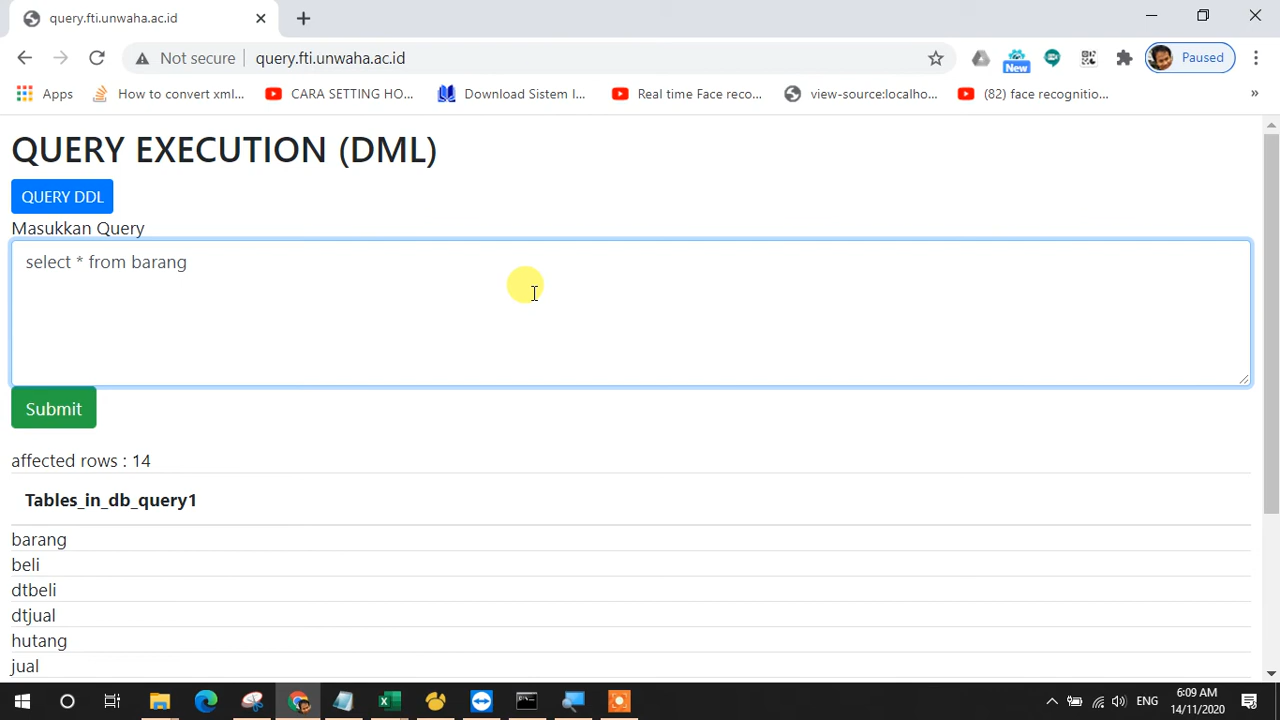 query.fti.unwaha.ac.id
Not secure query.fti.unwaha.ac.id
New
Paused
Apps How to convert xml... CARA SETTING HO... Download Sistem I... Real time Face co... view-source:localho... (82) face recognitio... »
QUERY EXECUTION (DML)
QUERY DDL
Masukkan Query
select * from barang
Submit
affected rows : 14
Tables_in_db_query1
barang
beli
dtbeli
dtjual
hutang
jual
ENG
6:09 AM
14/11/2020